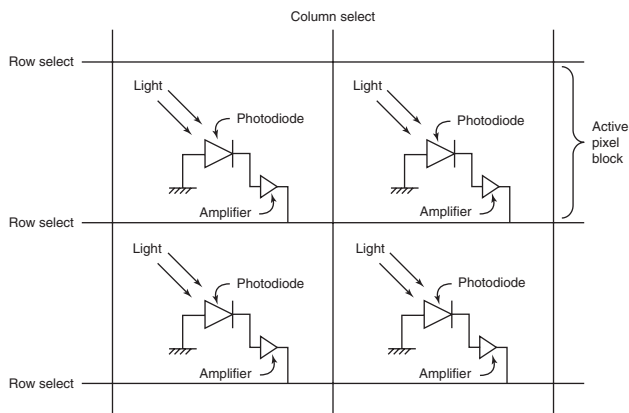 Column select
Row select
Light
Photodiode
Amplifier
Light
Photodiode
Amplifier
Active
pixel
block
Row select
Light
Photodiode
Amplifier
Light
Photodiode
Amplifier
Row select